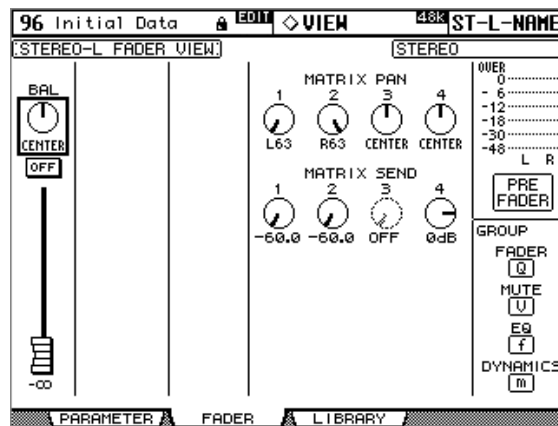 96 Initial Data EDIT ◇VIEW 48K ST-L-NAME
STEREO-L FADER VIEW STEREO
BAL
CENTER
OFF
-∞
MATRIX PAN
1 2 3 4
L63 R63 CENTER CENTER
MATRIX SEND
1 2 3 4
-60.0 -60.0 OFF 0dB
OVER
0
- 6
-12
-18
-30
-48
L R
PRE
FADER
GROUP
FADER
Q
MUTE
V
EQ
f
DYNAMICS
m
PARAMETER FADER LIBRARY